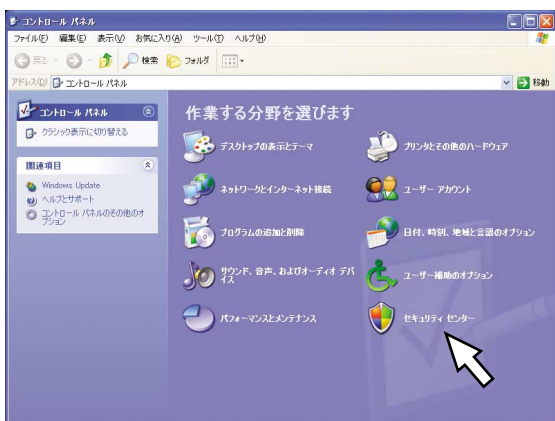 コントロール パネル
ファイル(F) 編集(E) 表示(V) お気に入り(A) ツール(T) ヘルプ(H)
戻る 検索 フォルダ
アドレス(D) コントロール パネル 移動
コントロール パネル
クラシック表示に切り替える
関連項目
Windows Update
ヘルプとサポート
コントロール パネルのその他のオ
プション
作業する分野を選びます
デスクトップの表示とテーマ
プリンタとその他のハードウェア
ネットワークとインターネット接続
ユーザー アカウント
プログラムの追加と削除
日付、時刻、地域と言語のオプション
サウンド、音声、およびオーディオ デバ
イス
ユーザー補助のオプション
パフォーマンスとメンテナンス
セキュリティ センター